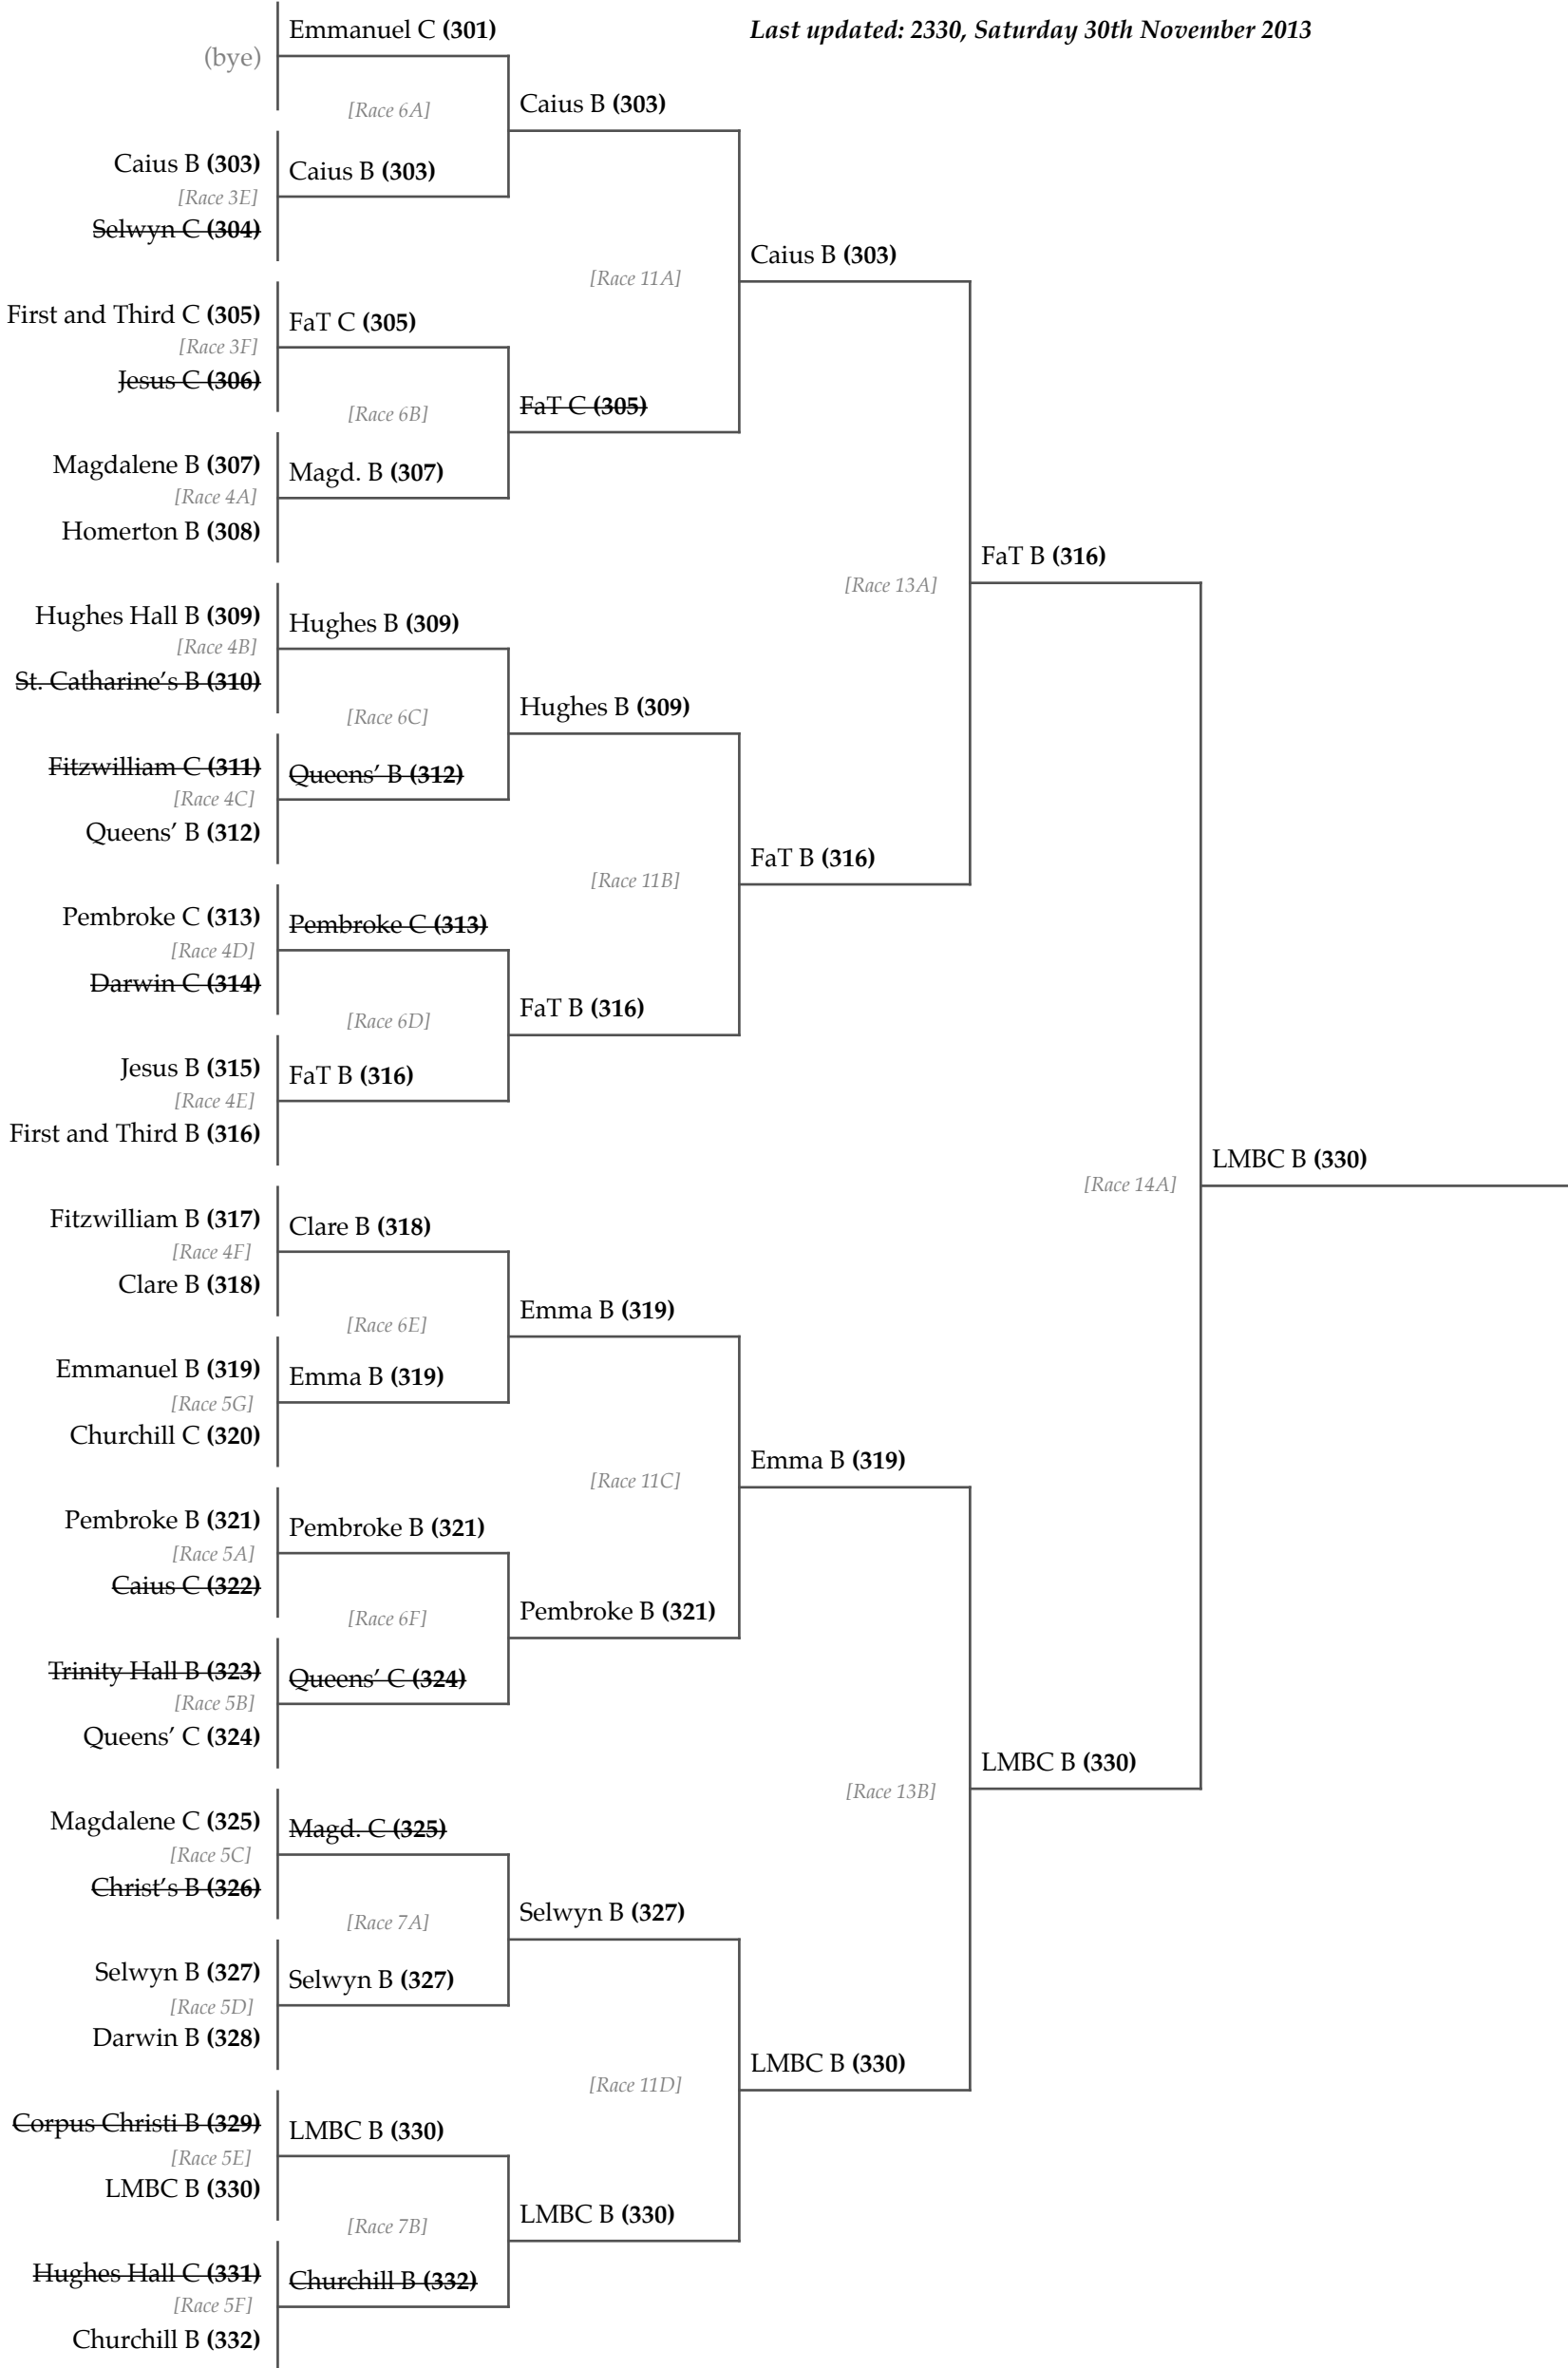 Emmanuel C (301)
Last updated: 2330, Saturday 30th November 2013
(bye)
[Race 6A]
Caius B (303)
Caius B (303)
Caius B (303)
[Race 3E]
Selwyn C (304)
Caius B (303)
[Race 11A]
First and Third C (305)
FaT C (305)
[Race 3F]
Jesus C (306)
[Race 6B]
FaT C (305)
Magdalene B (307)
Magd. B (307)
[Race 4A]
Homerton B (308)
FaT B (316)
[Race 13A]
Hughes Hall B (309)
Hughes B (309)
[Race 4B]
St. Catharine's B (310)
[Race 6C]
Hughes B (309)
Fitzwilliam C (311)
Queens' B (312)
[Race 4C]
Queens' B (312)
FaT B (316)
[Race 11B]
Pembroke C (313)
Pembroke C (313)
[Race 4D]
Darwin C (314)
[Race 6D]
FaT B (316)
Jesus B (315)
FaT B (316)
[Race 4E]
First and Third B (316)
LMBC B (330)
[Race 14A]
Fitzwilliam B (317)
Clare B (318)
[Race 4F]
Clare B (318)
[Race 6E]
Emma B (319)
Emmanuel B (319)
Emma B (319)
[Race 5G]
Churchill C (320)
Emma B (319)
[Race 11C]
Pembroke B (321)
Pembroke B (321)
[Race 5A]
Caius C (322)
[Race 6F]
Pembroke B (321)
Trinity Hall B (323)
Queens' C (324)
[Race 5B]
Queens' C (324)
LMBC B (330)
[Race 13B]
Magdalene C (325)
Magd. C (325)
[Race 5C]
Christ's B (326)
[Race 7A]
Selwyn B (327)
Selwyn B (327)
Selwyn B (327)
[Race 5D]
Darwin B (328)
LMBC B (330)
[Race 11D]
Corpus Christi B (329)
LMBC B (330)
[Race 5E]
LMBC B (330)
[Race 7B]
LMBC B (330)
Hughes Hall C (331)
Churchill B (332)
[Race 5F]
Churchill B (332)